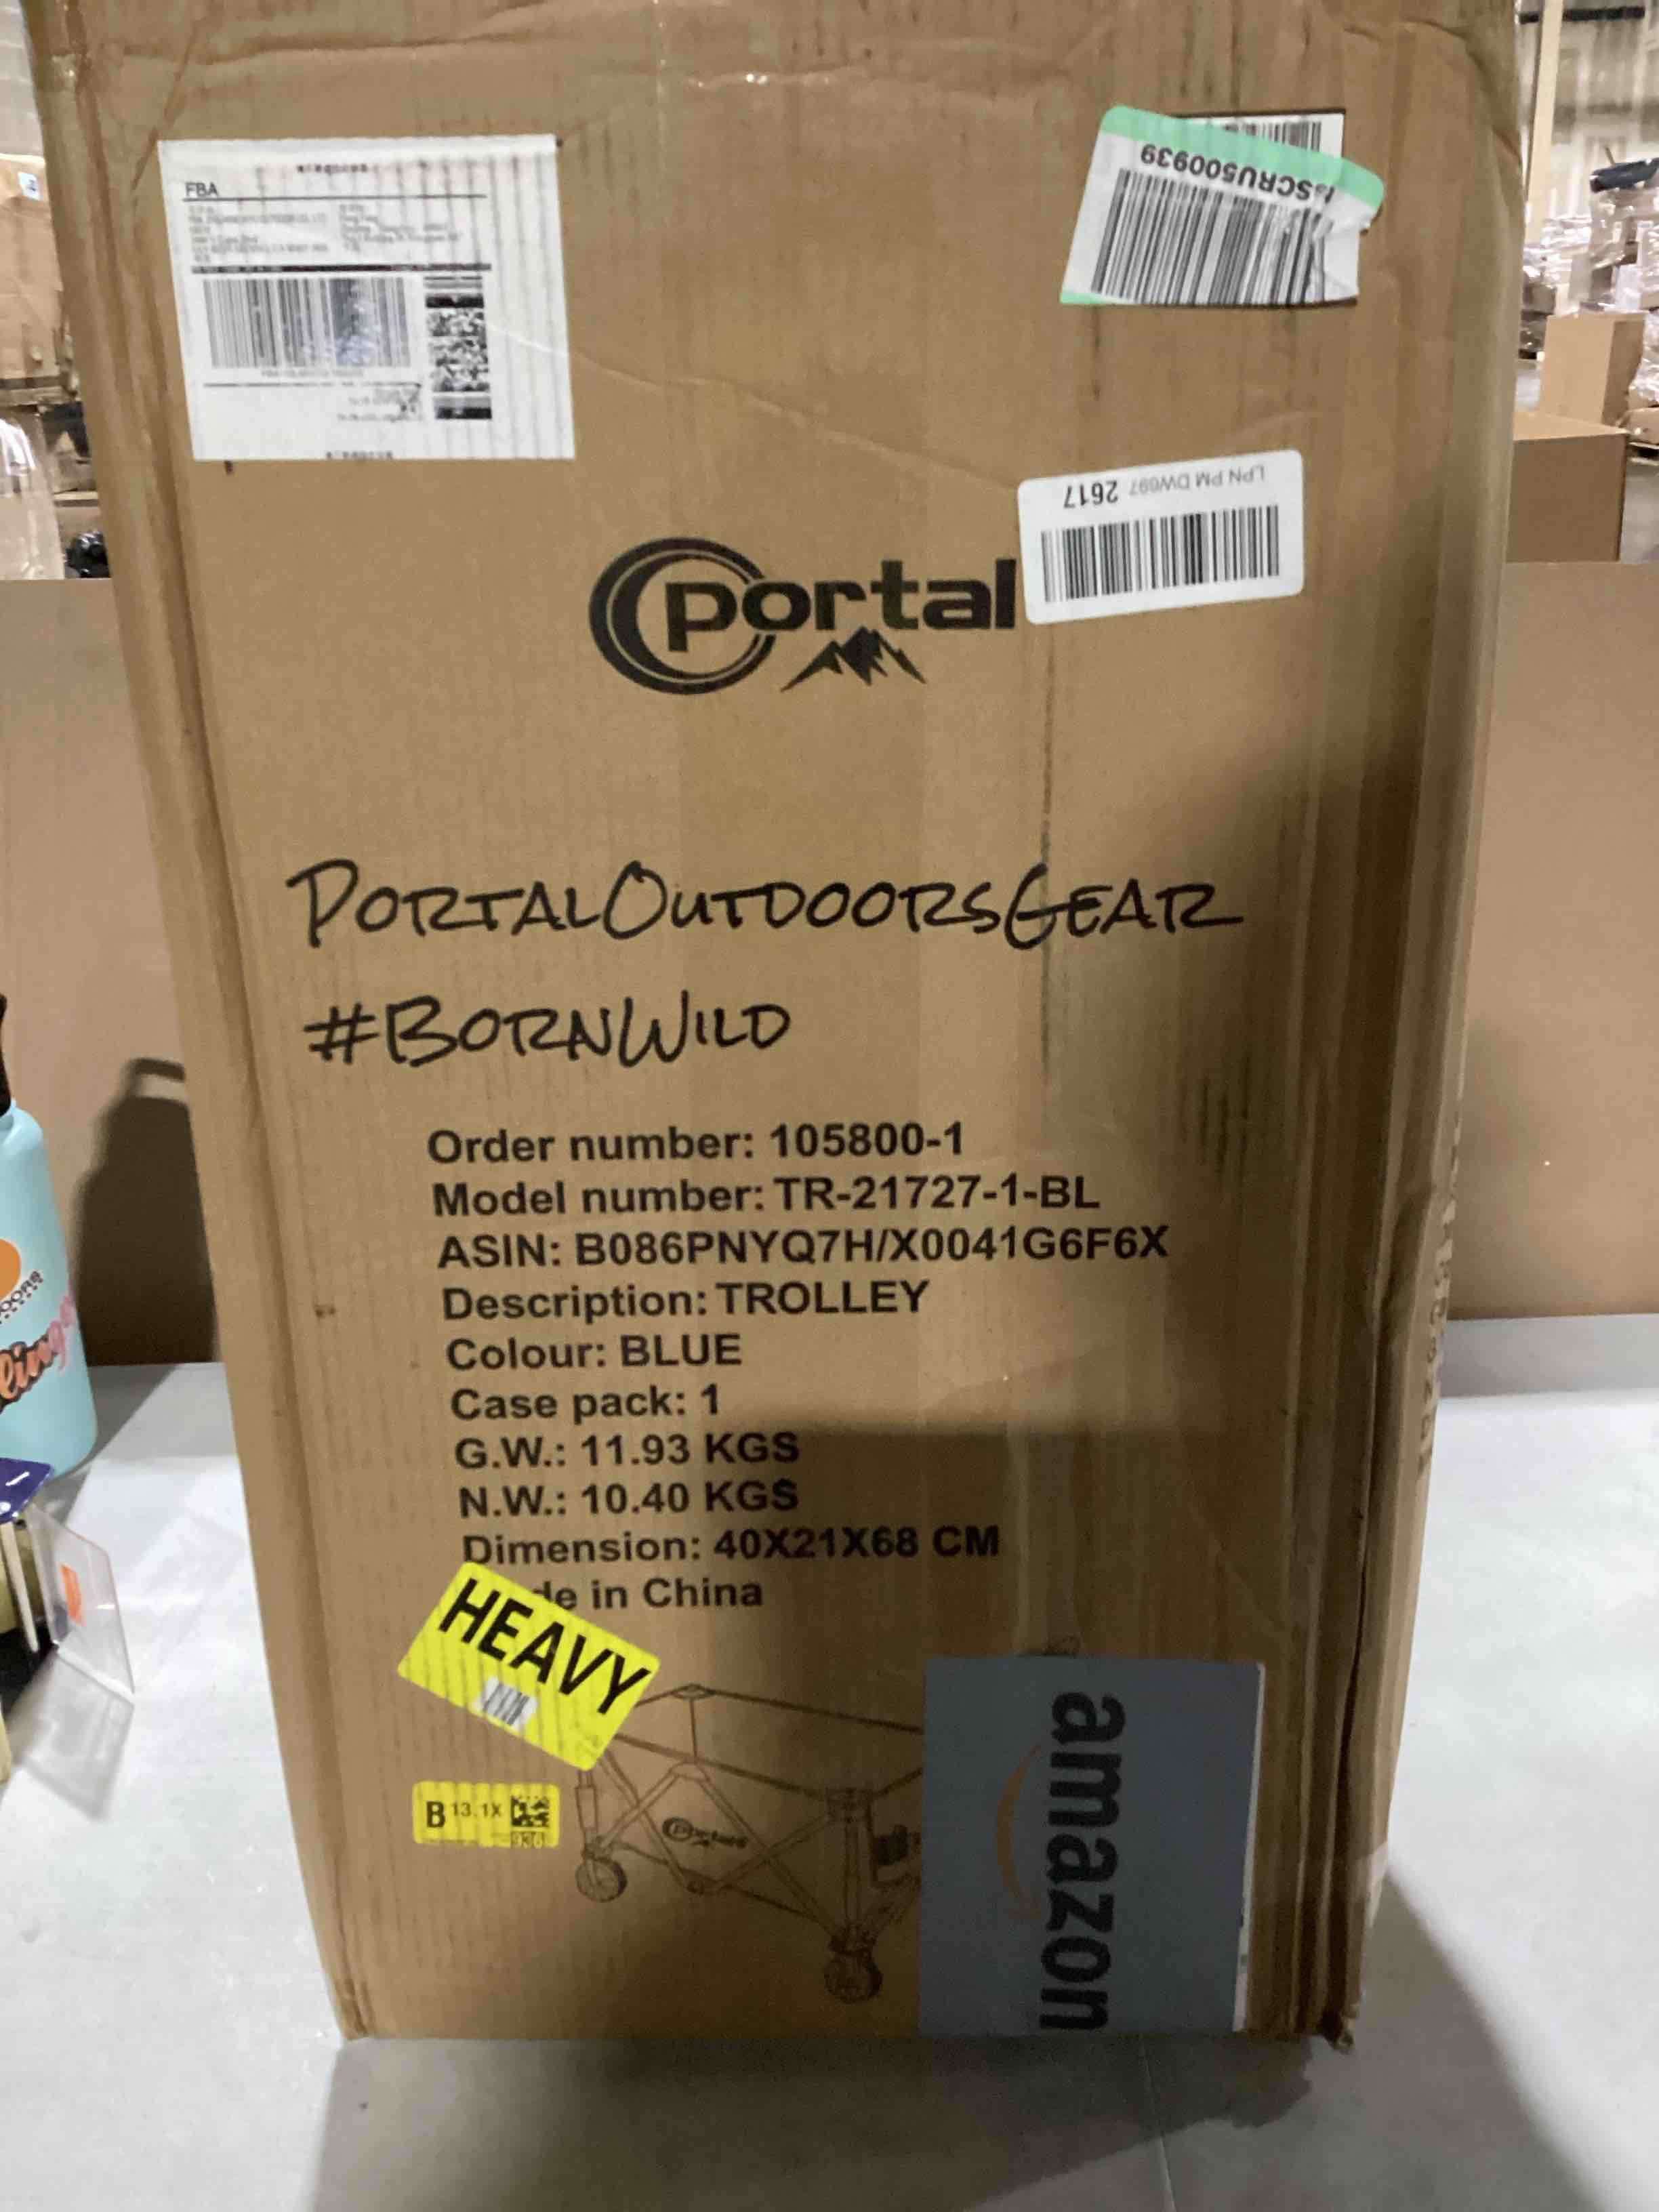 FBA
SSCRU500939
LPN PM DW697 2617
portal
PORTALOUTDOORSGEAR
#BORNWILD
Order number: 105800-1
Model number: TR-21727-1-BL
ASIN: B086PNYQ7H/X0041G6F6X
Description: TROLLEY
Colour: BLUE
Case pack: 1
G.W.: 11.93 KGS
N.W.: 10.40 KGS
Dimension: 40X21X68 CM
in China
HEAVY
B 13.1X
936
amazon